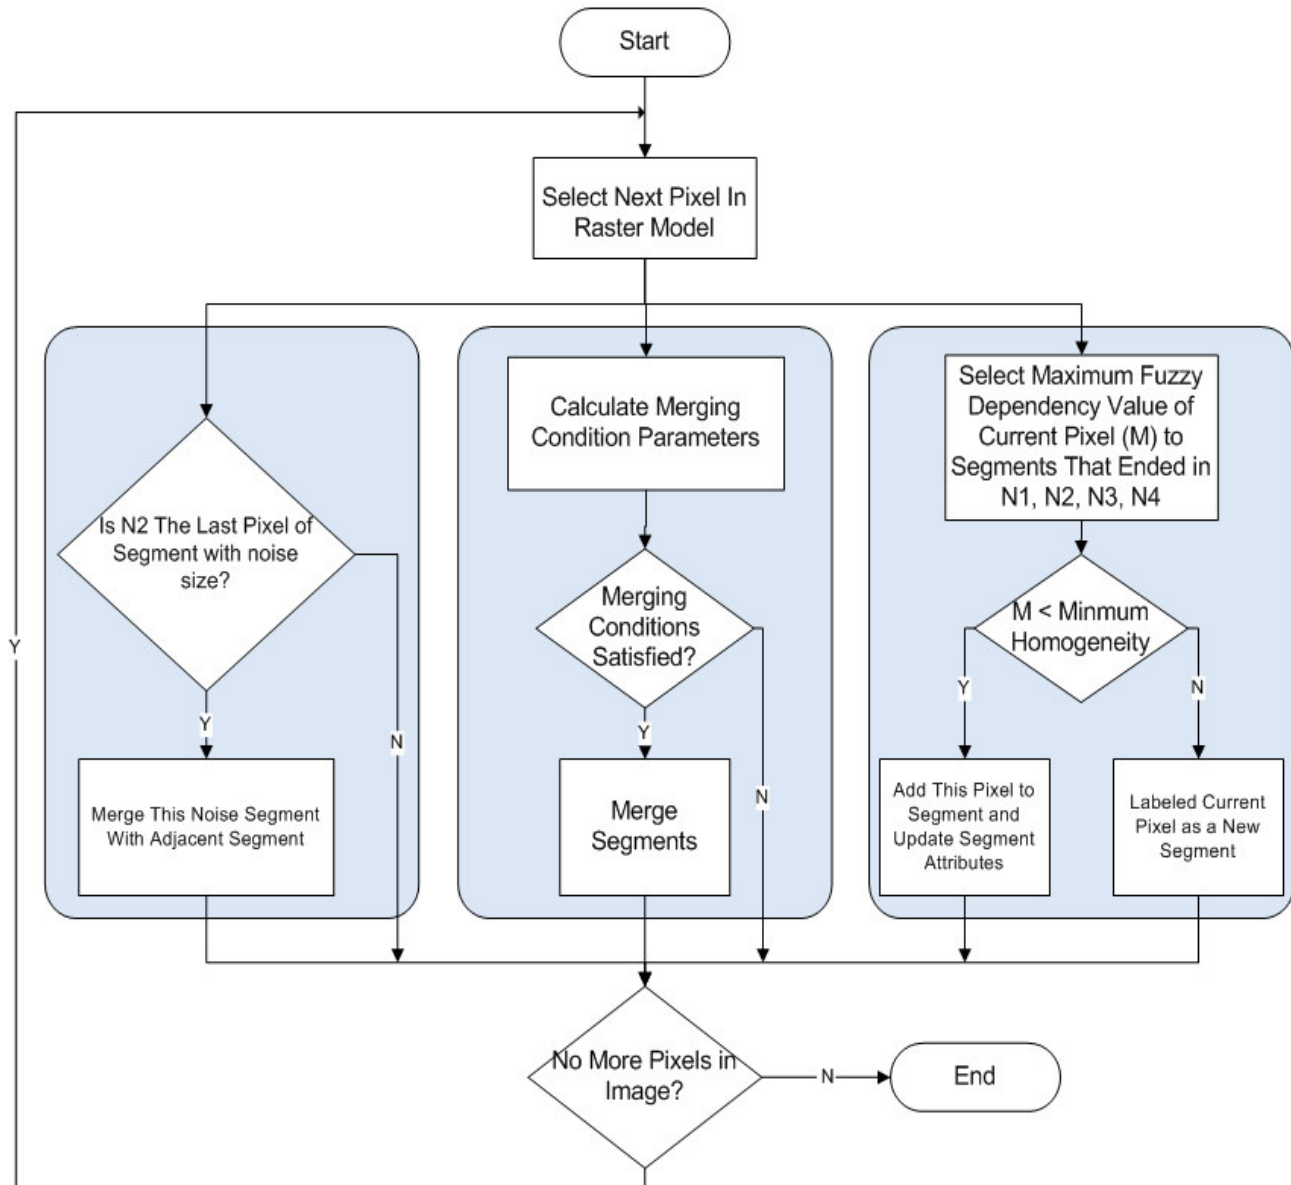 Start
Select Next Pixel In
Raster Model
Is N2 The Last Pixel of
Segment with noise
size?
Y
N
Merge This Noise Segment
With Adjacent Segment
Calculate Merging
Condition Parameters
Merging
Conditions
Satisfied?
Y
N
Merge
Segments
Select Maximum Fuzzy
Dependency Value of
Current Pixel (M) to
Segments That Ended in
N1, N2, N3, N4
M < Minmum
Homogeneity
Y
N
Add This Pixel to
Segment and
Update Segment
Attributes
Labeled Current
Pixel as a New
Segment
No More Pixels in
Image?
N
End
Y